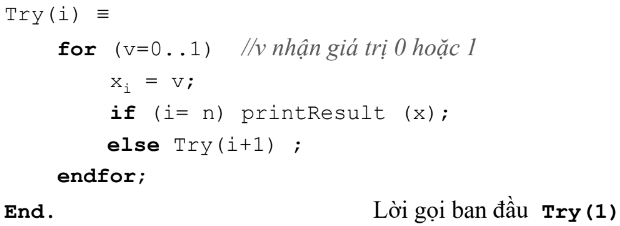 Try(i) ≡
for (v=0..1) //v nhận giá trị 0 hoặc 1
xi = v;
if (i= n) printResult (x);
else Try(i+1) ;
endfor;
End. Lời gọi ban đầu Try(1)